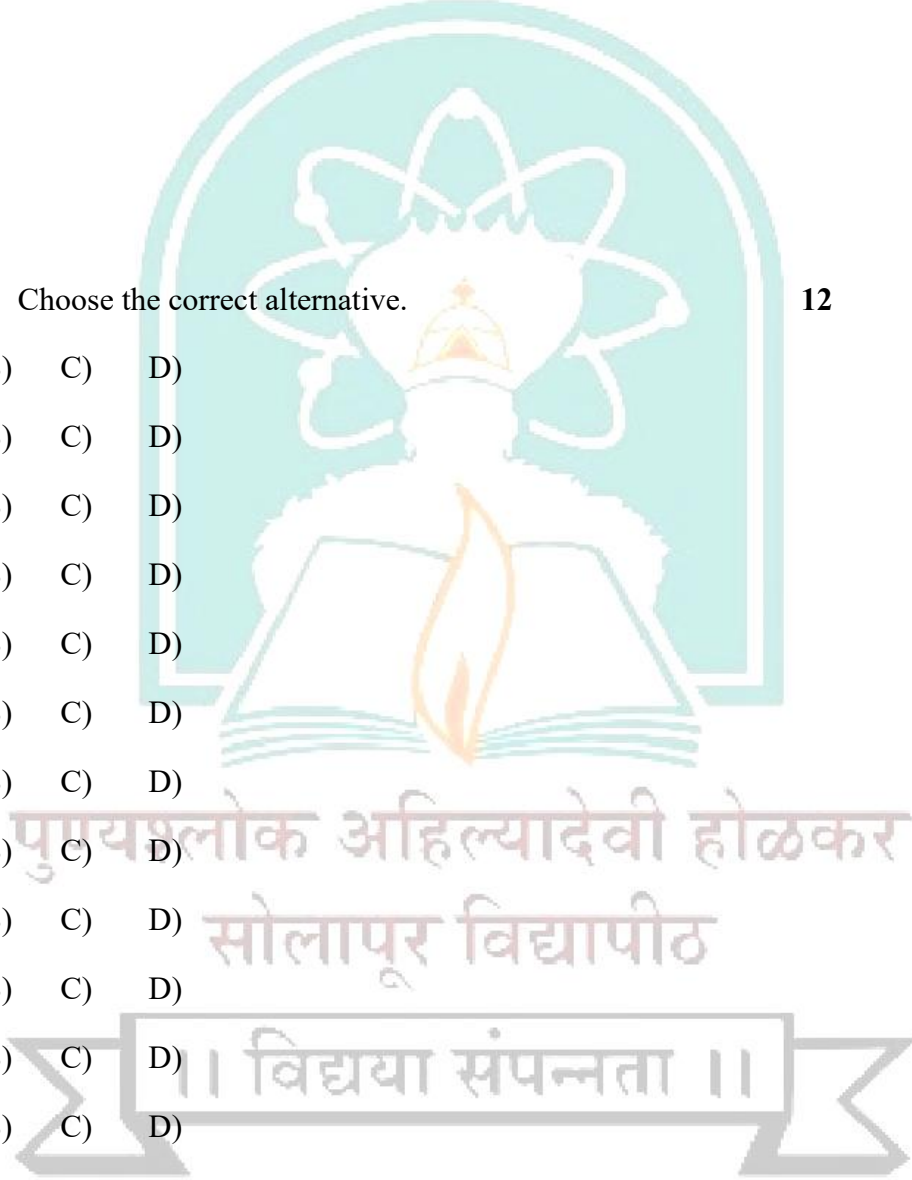 Choose the correct alternative. 12
) C) D)
) C) D)
) C) D)
) C) D)
) C) D)
) C) D)
) C) D)
पुण्यश्लोक अहिल्यादेवी होळकर
) C) D)
) C) D)
सोलापूर विद्यापीठ
) C) D)
) C) D)
।। विद्यया संपन्नता ।।
) C) D)